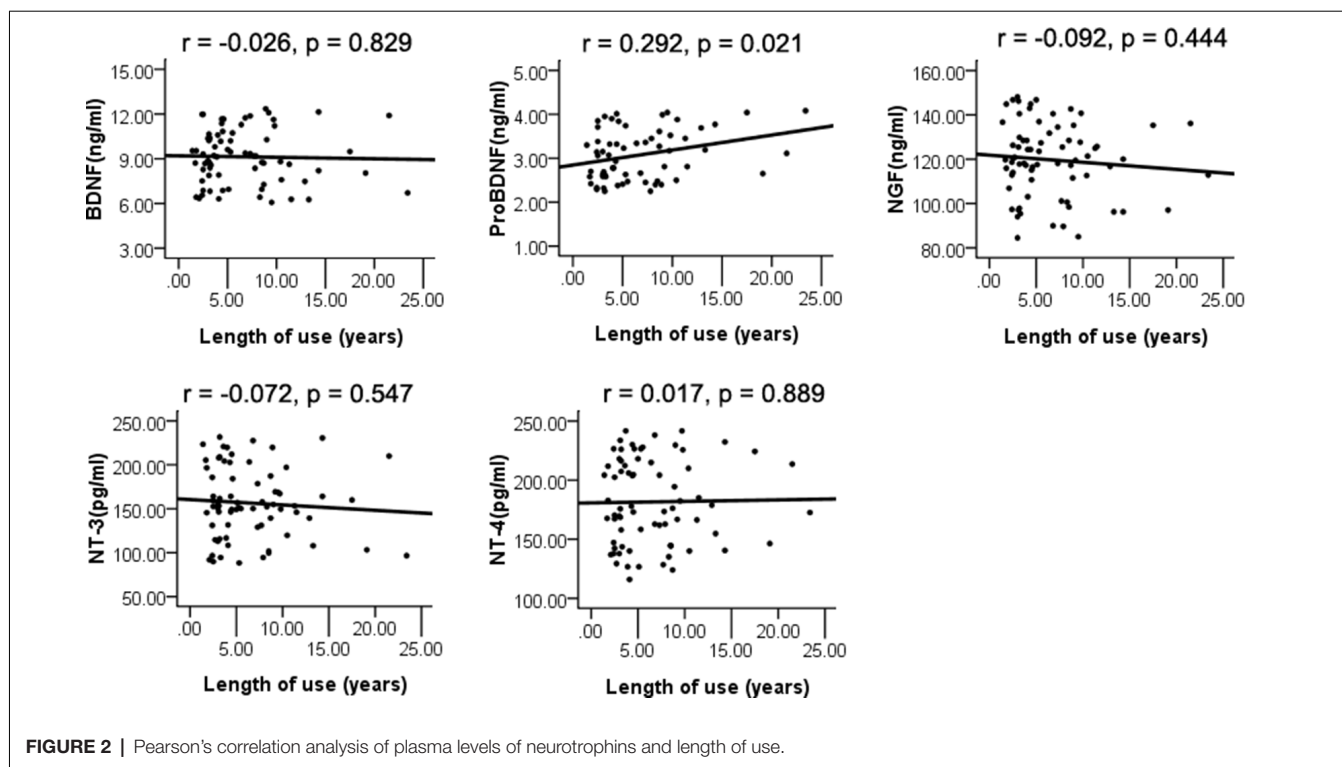 r = -0.026, p = 0.829
BDNF(ng/ml)
15.00
12.00
9.00
6.00
3.00
.00 10.00 20.00
5.00 15.00 25.00
Length of use (years)
r = 0.292, p = 0.021
ProBDNF(ng/ml)
5.00
4.00
3.00
2.00
1.00
.00 10.00 20.00
5.00 15.00 25.00
Length of use (years)
r = -0.092, p = 0.444
NGF(ng/ml)
160.00
140.00
120.00
100.00
80.00
.00 10.00 20.00
5.00 15.00 25.00
Length of use (years)
r = -0.072, p = 0.547
NT-3(pg/ml)
250.00
200.00
150.00
100.00
50.00
.00 10.00 20.00
5.00 15.00 25.00
Length of use (years)
r = 0.017, p = 0.889
NT-4(pg/ml)
250.00
200.00
150.00
100.00
.00 10.00 20.00
5.00 15.00 25.00
Length of use (years)
FIGURE 2 | Pearson's correlation analysis of plasma levels of neurotrophins and length of use.